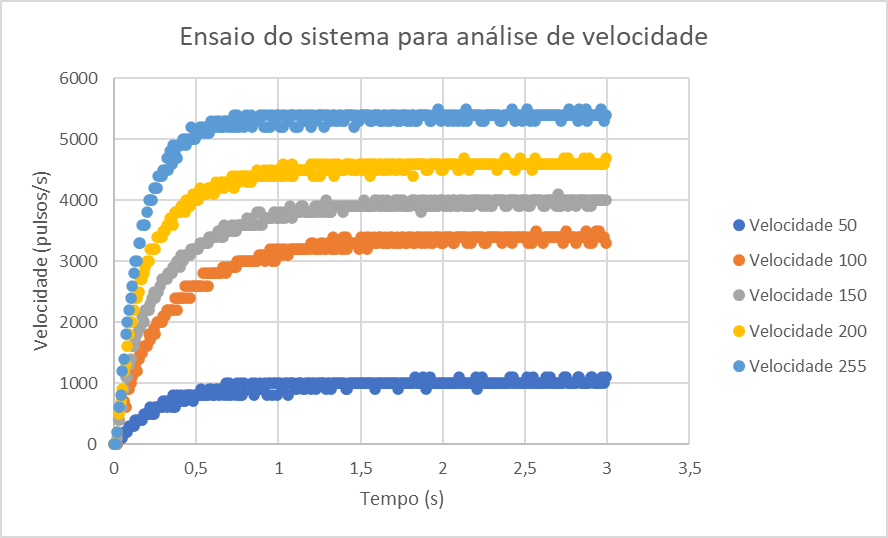 Ensaio do sistema para análise de velocidade
Velocidade (pulsos/s)
6000
5000
4000
3000
2000
1000
0
0
0,5
1
1,5
2
2,5
3
3,5
Tempo (s)
Velocidade 50
Velocidade 100
Velocidade 150
Velocidade 200
Velocidade 255